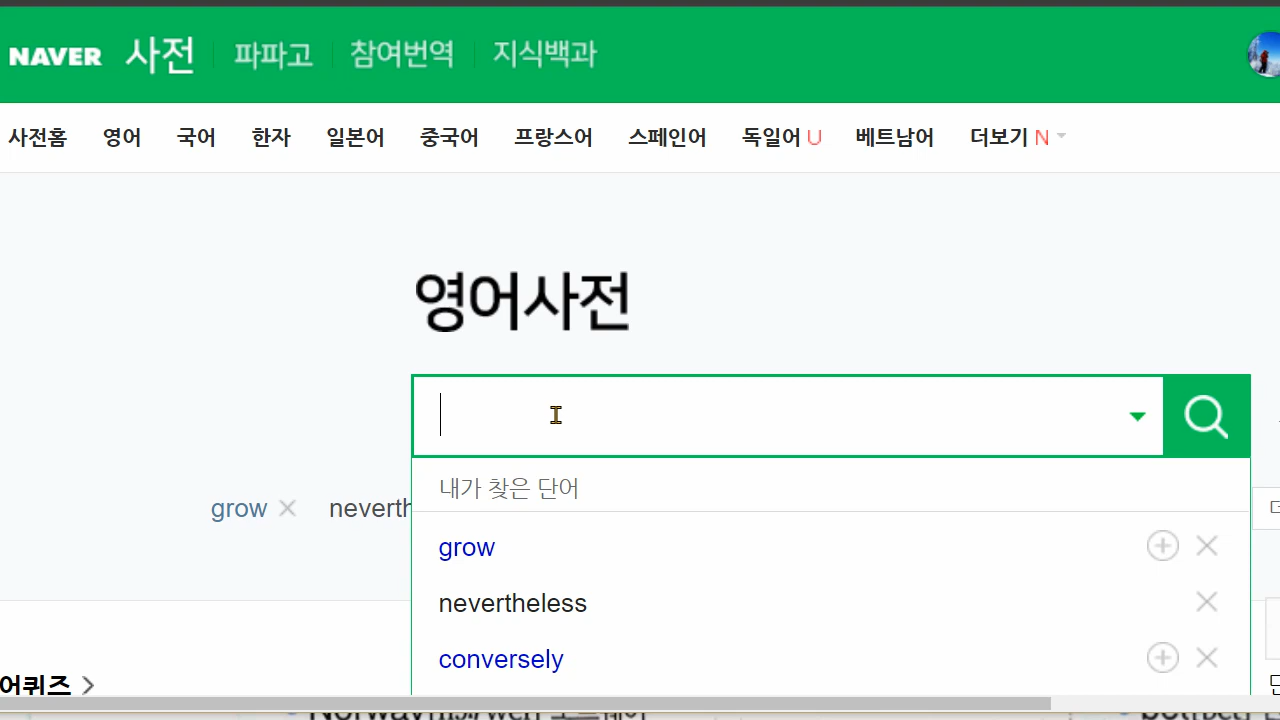 NAVER 사전 파파고 참여번역 지식백과
사전홈 영어 국어 한자 일본어 중국어 프랑스어 스페인어 독일어 U 베트남어 더보기 N
영어사전
내가 찾은 단어
grow neverth
grow
nevertheless
conversely
어퀴즈